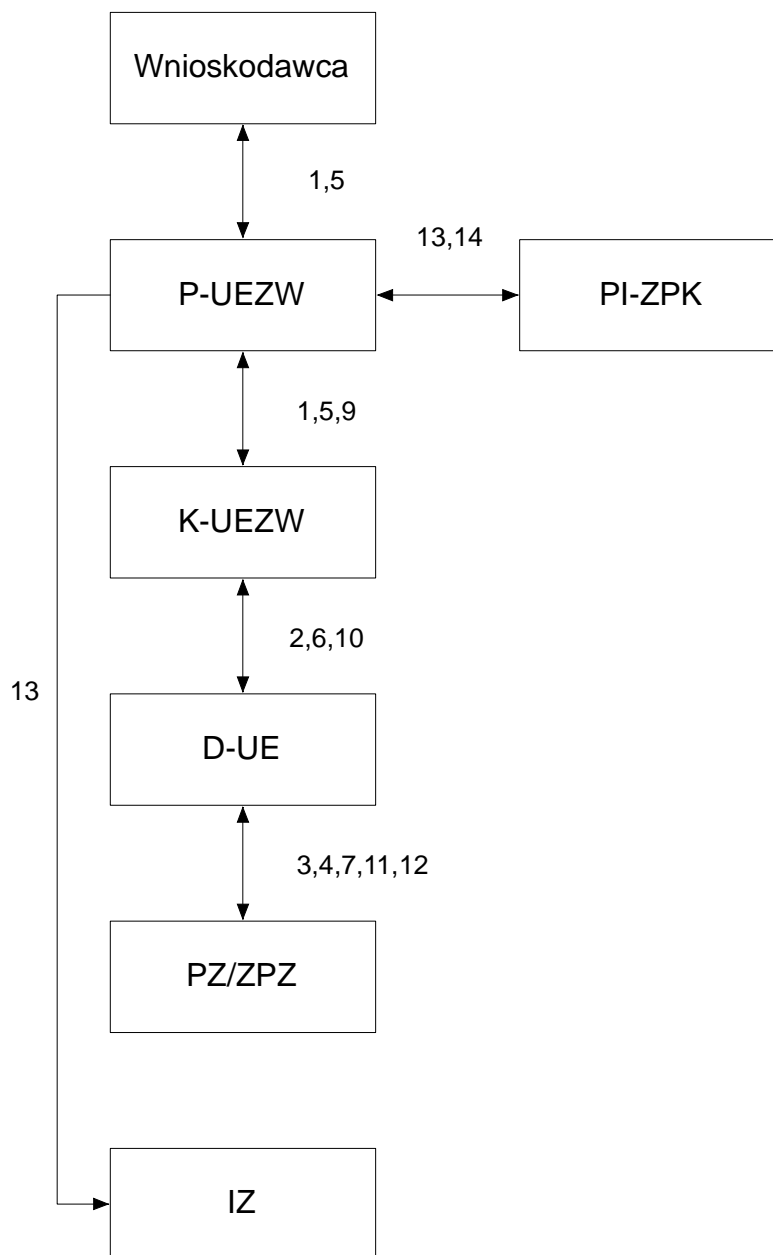 Wnioskodawca
1,5
13,14
P-UEZW
PI-ZPK
1,5,9
K-UEZW
2,6,10
13
D-UE
3,4,7,11,12
PZ/ZPZ
IZ